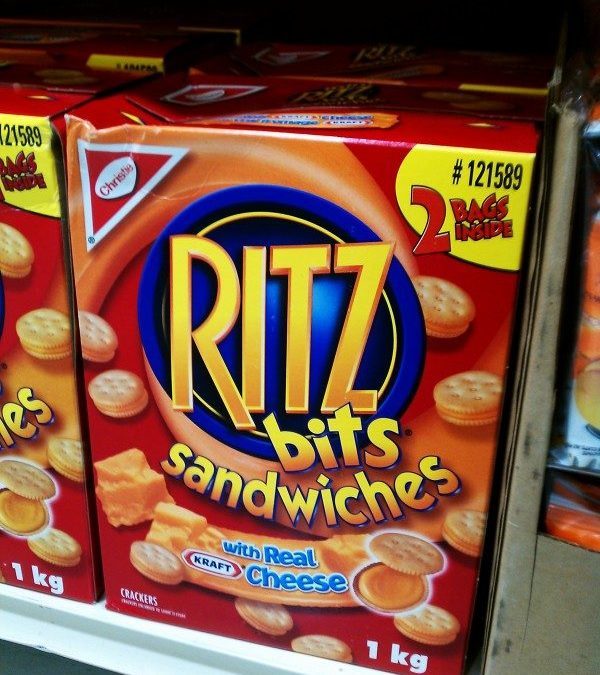 Christie
# 121589
2 BAGS
INSIDE
RITZ
bits
sandwiches
with Real
KRAFT Cheese
CRACKERS
1 kg
121589
BAGS
INSIDE
ies
1 kg